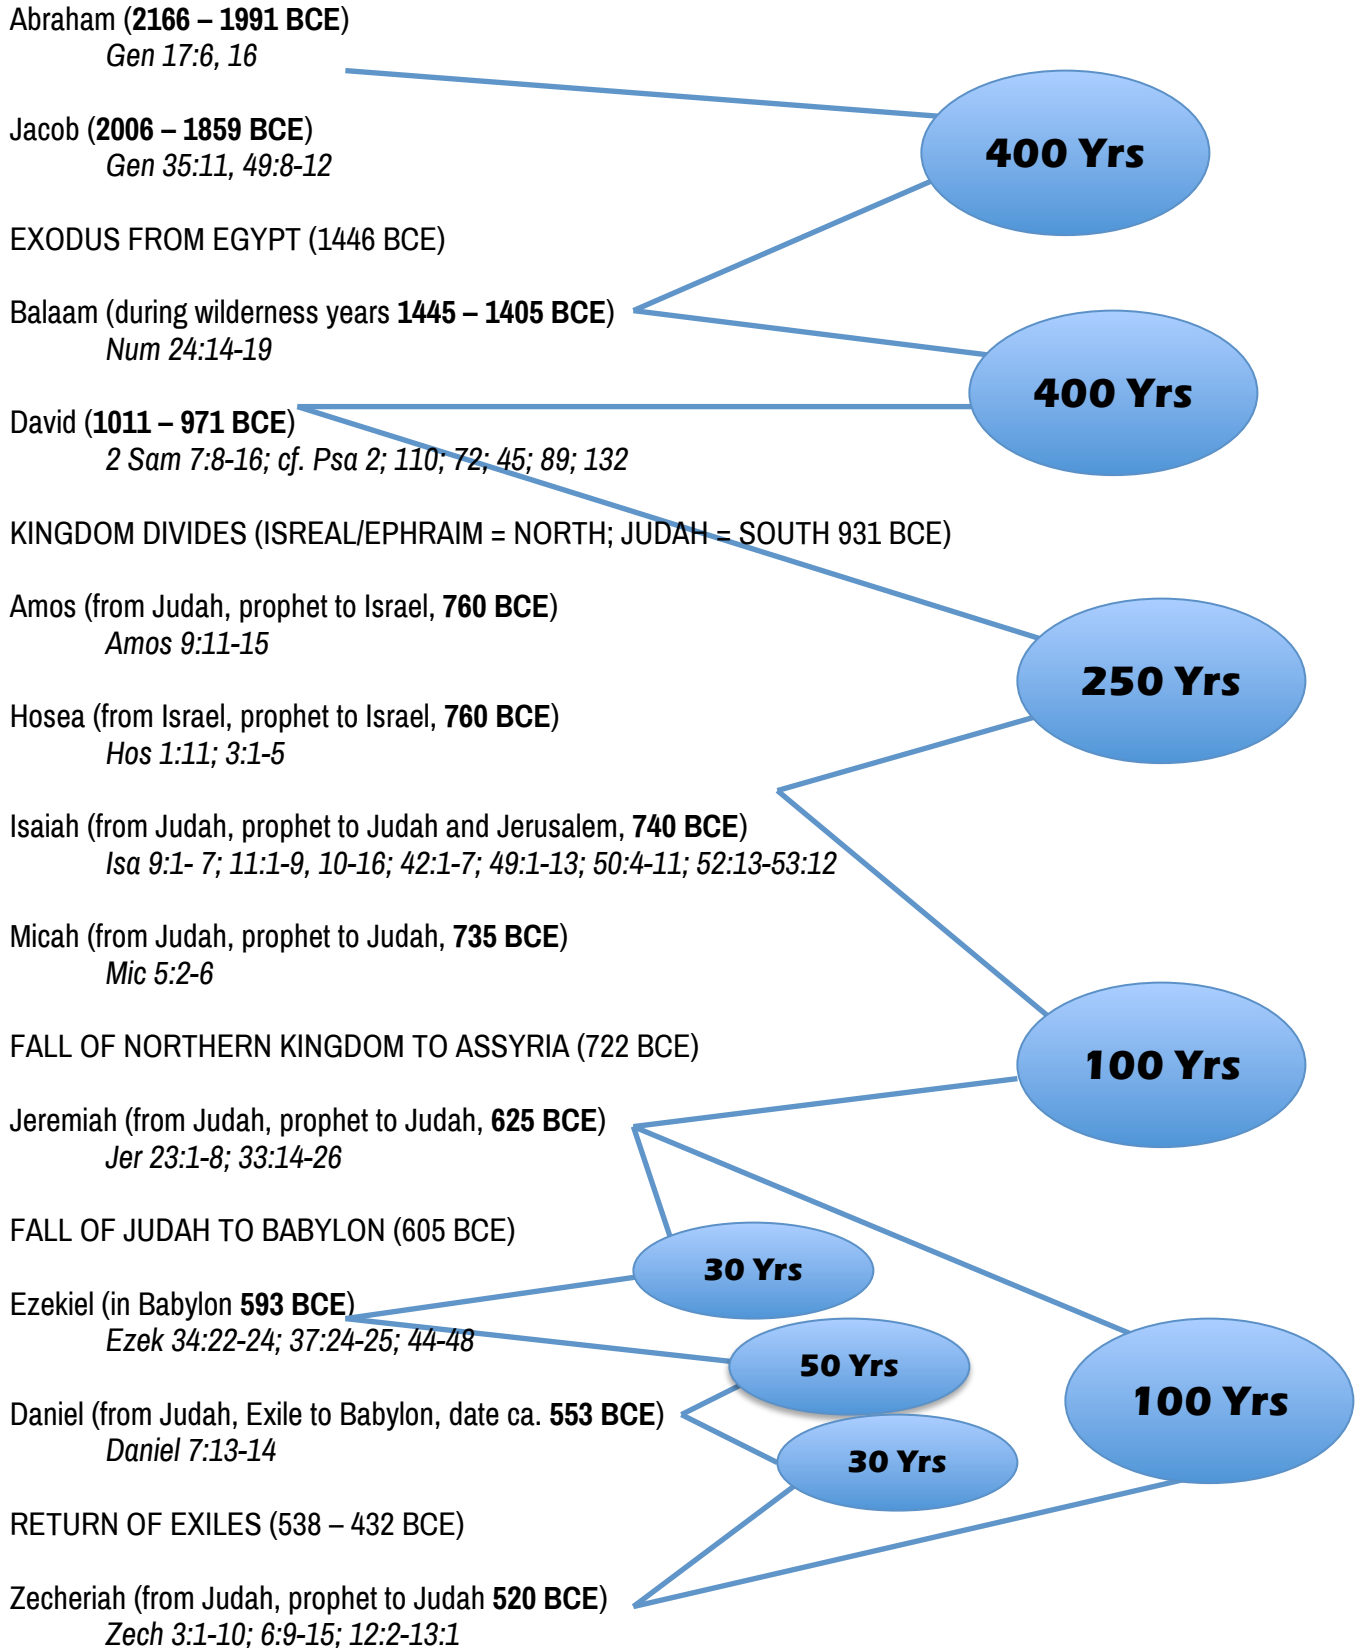 Abraham (2166 – 1991 BCE)
Gen 17:6, 16
400 Yrs
Jacob (2006 – 1859 BCE)
Gen 35:11, 49:8-12
EXODUS FROM EGYPT (1446 BCE)
Balaam (during wilderness years 1445 – 1405 BCE)
Num 24:14-19
400 Yrs
David (1011 – 971 BCE)
2 Sam 7:8-16; cf. Psa 2; 110; 72; 45; 89; 132
KINGDOM DIVIDES (ISREAL/EPHRAIM = NORTH; JUDAH = SOUTH 931 BCE)
Amos (from Judah, prophet to Israel, 760 BCE)
Amos 9:11-15
250 Yrs
Hosea (from Israel, prophet to Israel, 760 BCE)
Hos 1:11; 3:1-5
Isaiah (from Judah, prophet to Judah and Jerusalem, 740 BCE)
Isa 9:1- 7; 11:1-9, 10-16; 42:1-7; 49:1-13; 50:4-11; 52:13-53:12
Micah (from Judah, prophet to Judah, 735 BCE)
Mic 5:2-6
FALL OF NORTHERN KINGDOM TO ASSYRIA (722 BCE)
100 Yrs
Jeremiah (from Judah, prophet to Judah, 625 BCE)
Jer 23:1-8; 33:14-26
FALL OF JUDAH TO BABYLON (605 BCE)
30 Yrs
Ezekiel (in Babylon 593 BCE)
Ezek 34:22-24; 37:24-25; 44-48
50 Yrs
100 Yrs
Daniel (from Judah, Exile to Babylon, date ca. 553 BCE)
Daniel 7:13-14
30 Yrs
RETURN OF EXILES (538 – 432 BCE)
Zecheriah (from Judah, prophet to Judah 520 BCE)
Zech 3:1-10; 6:9-15; 12:2-13:1